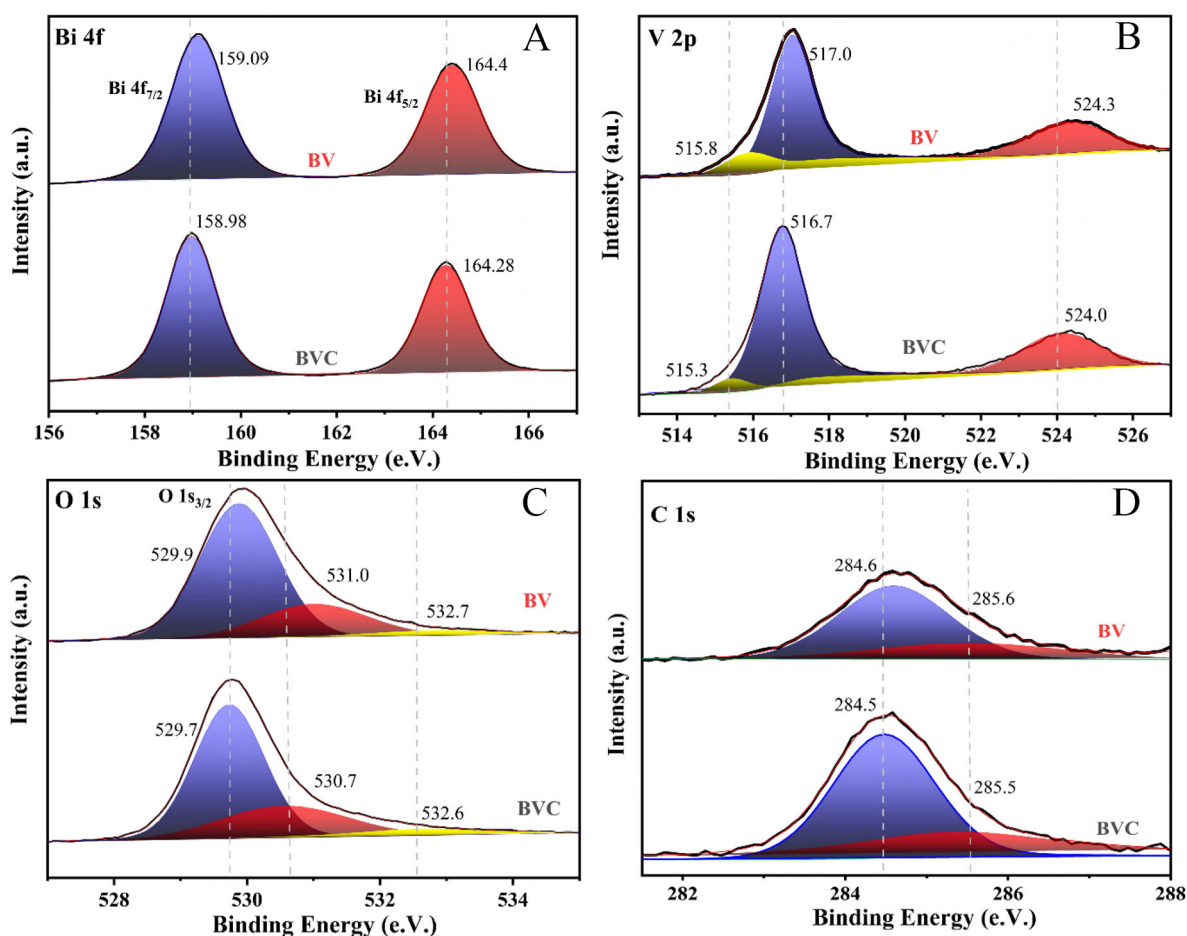 Bi 4f
A
159.09
164.4
Bi 4f7/2
Bi 4f5/2
BV
158.98
164.28
BVC
Intensity (a.u.)
156 158 160 162 164 166
Binding Energy (e.V.)
V 2p
B
517.0
524.3
BV
515.8
516.7
524.0
BVC
515.3
Intensity (a.u.)
514 516 518 520 522 524 526
Binding Energy (e.V.)
O 1s
O 1s3/2
C
529.9
531.0
BV
532.7
529.7
530.7
532.6
BVC
Intensity (a.u.)
528 530 532 534
Binding Energy (e.V.)
C 1s
D
284.6
285.6
BV
284.5
285.5
BVC
Intensity (a.u.)
282 284 286 288
Binding Energy (e.V.)